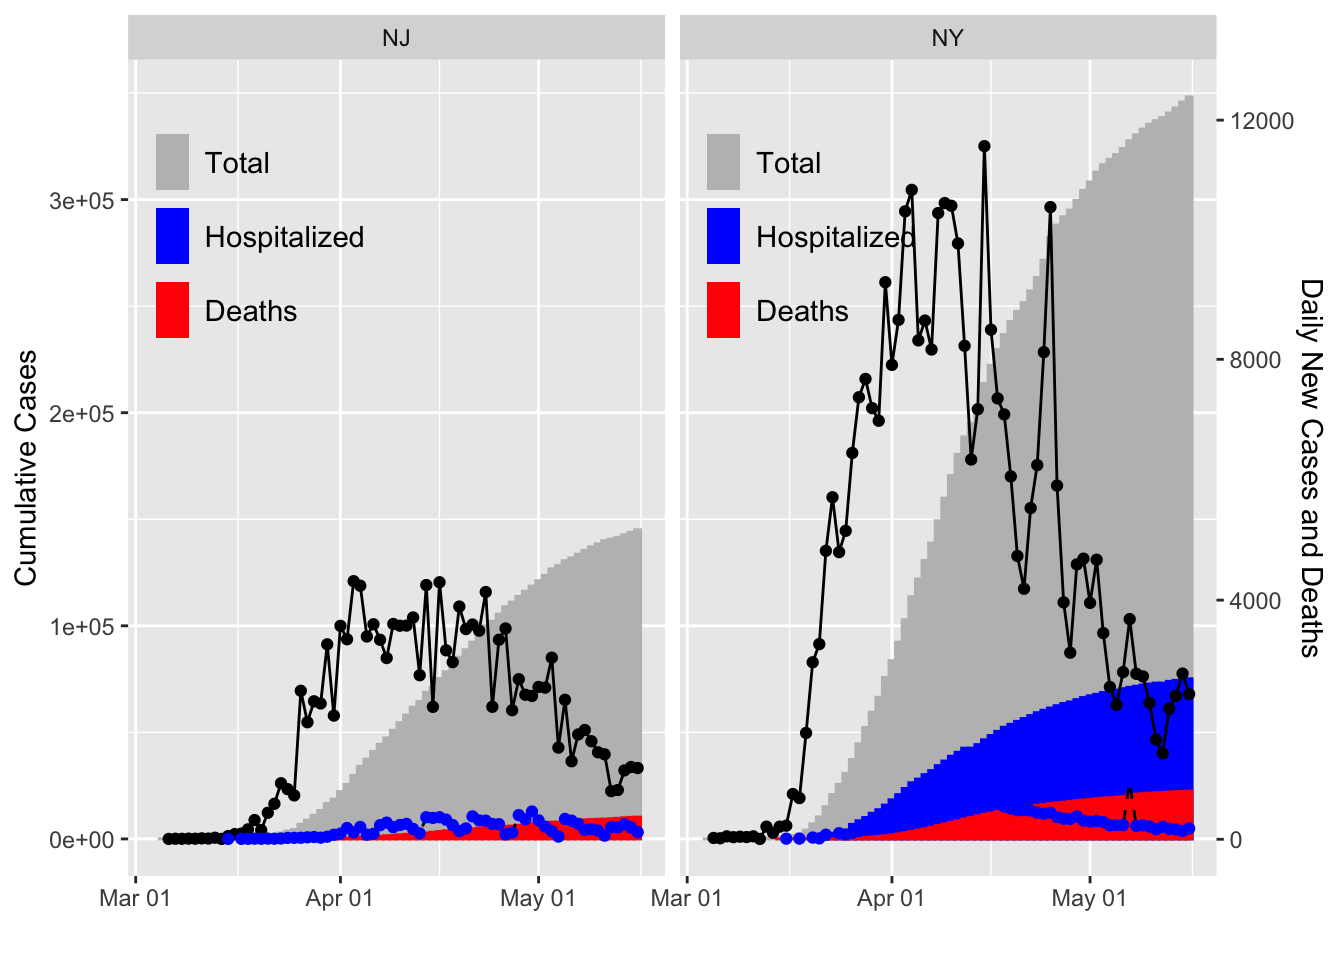 NJ
NY
Total
Hospitalized
Deaths
Total
Hospitalized
Deaths
Cumulative Cases
3e+05
2e+05
1e+05
0e+00
12000
8000
4000
0
Daily New Cases and Deaths
Mar 01
Apr 01
May 01
Mar 01
Apr 01
May 01